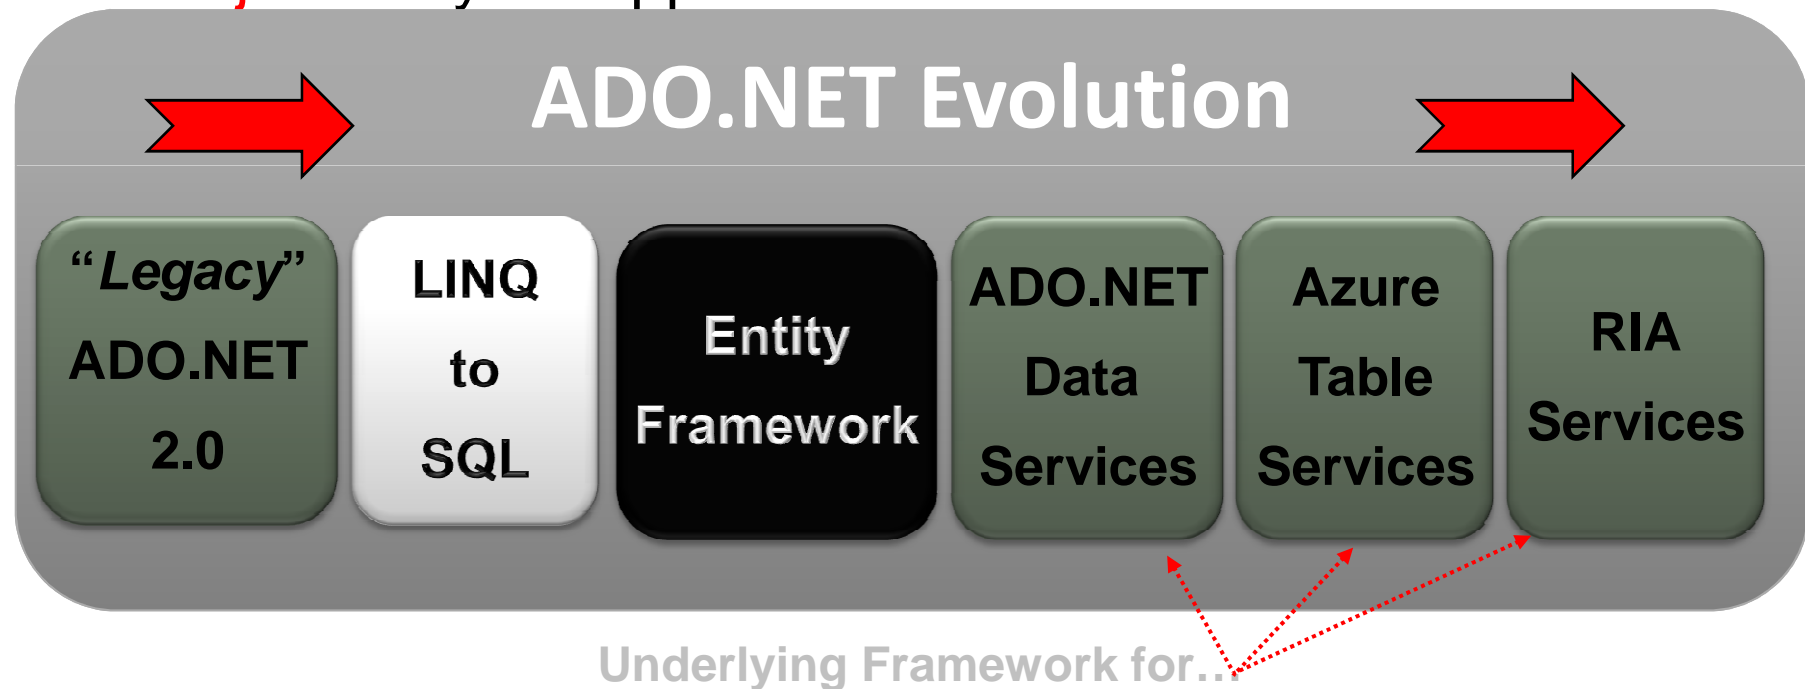 ADO.NET Evolution
“Legacy”
ADO.NET
2.0
LINQ
to
SQL
Entity
Framework
ADO.NET
Data
Services
Azure
Table
Services
RIA
Services
Underlying Framework for…